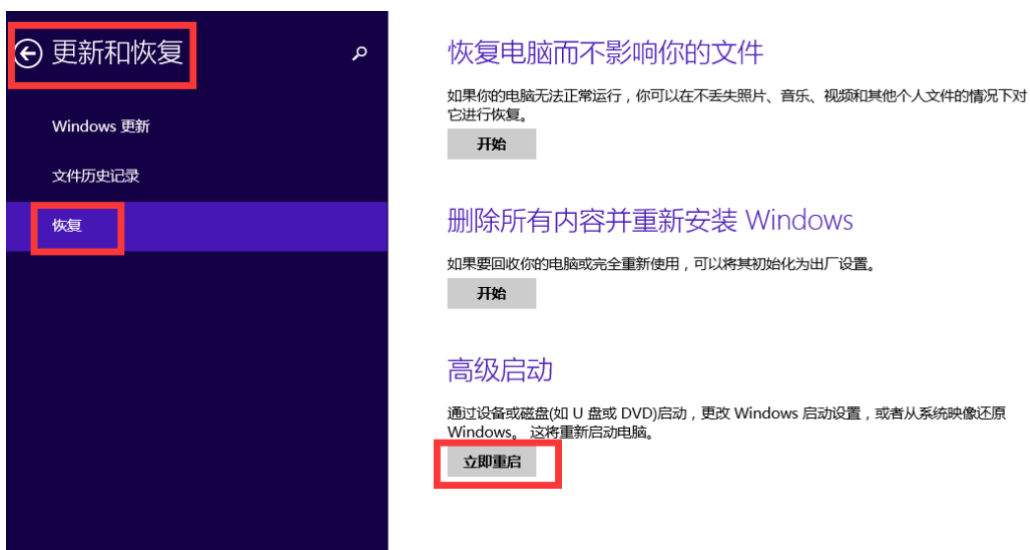 更新和恢复
Windows 更新
文件历史记录
恢复
恢复电脑而不影响你的文件
如果你的电脑无法正常运行，你可以在不丢失照片、音乐、视频和其他个人文件的情况下对
它进行恢复。
开始
删除所有内容并重新安装 Windows
如果要回收你的电脑或完全重新使用，可以将其初始化为出厂设置。
开始
高级启动
通过设备或磁盘(如 U 盘或 DVD)启动，更改 Windows 启动设置，或者从系统映像还原
Windows。 这将重新启动电脑。
立即重启